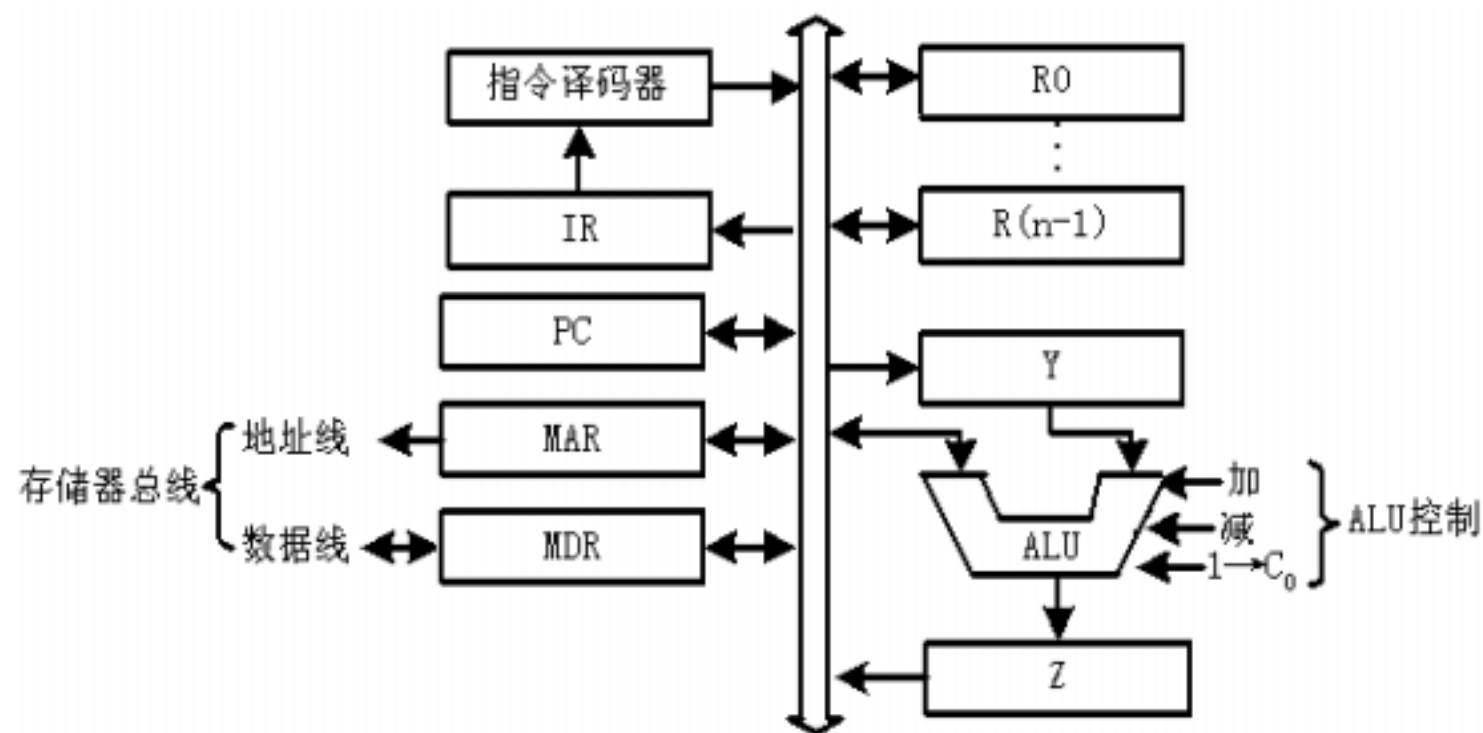 指令译码器
R0
IR
R(n-1)
PC
Y
存储器总线
地址线
MAR
数据线
MDR
ALU
加
减
1→C₀
ALU控制
Z